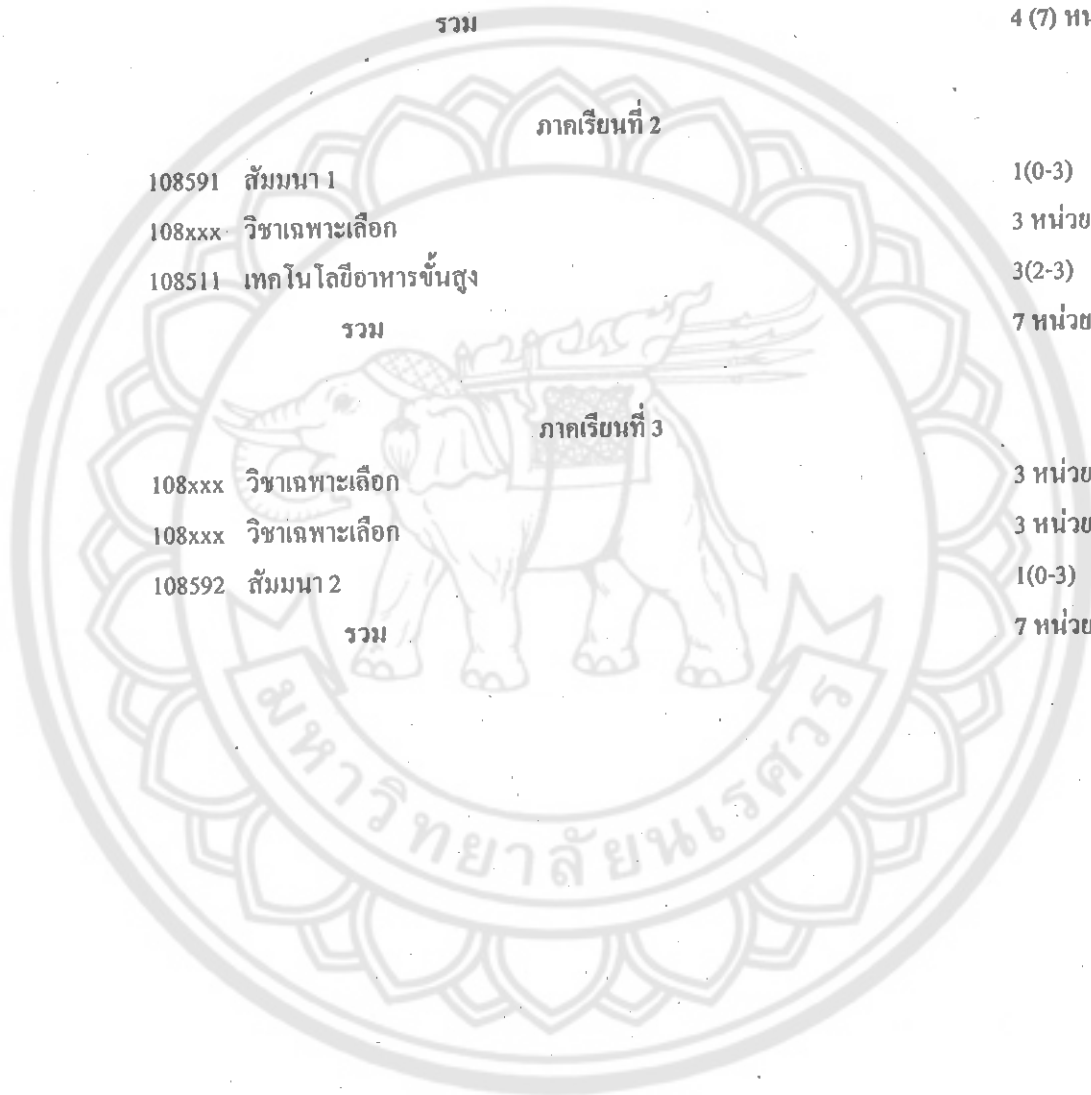 รวม 4 (7)
ภาคเรียนที่ 2
108591 สัมมนา 1 1(0-3)
108xxx วิชาเฉพาะเลือก 3 หน่วย
108511 เทคโนโลยีอาหารขั้นสูง 3(2-3)
รวม 7 หน่วย
ภาคเรียนที่ 3
108xxx วิชาเฉพาะเลือก 3 หน่วย
108xxx วิชาเฉพาะเลือก 3 หน่วย
108592 สัมมนา 2 1(0-3)
รวม 7 หน่วย
มหาวิทยาลัยนเรศวร